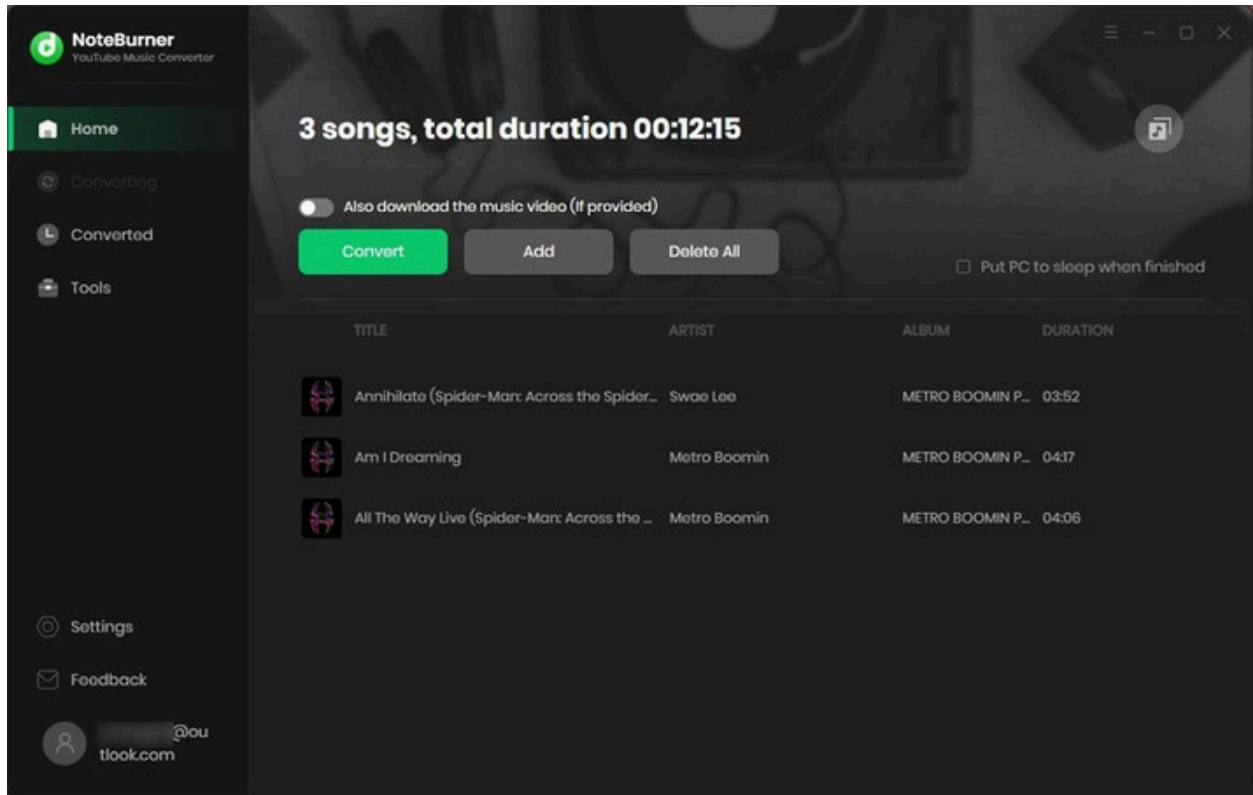 NoteBurner
YouTube Music Converter
Home
Converting
Converted
Tools
Settings
Feedback
@ou
tlook.com
3 songs, total duration 00:12:15
Also download the music video (If provided)
Convert
Add
Delete All
Put PC to sleep when finished
TITLE ARTIST ALBUM DURATION
Annihilate (Spider-Man: Across the Spider... Swae Lee METRO BOOMIN P... 03:52
Am I Dreaming Metro Boomin METRO BOOMIN P... 04:17
All The Way Live (Spider-Man: Across the ... Metro Boomin METRO BOOMIN P... 04:06